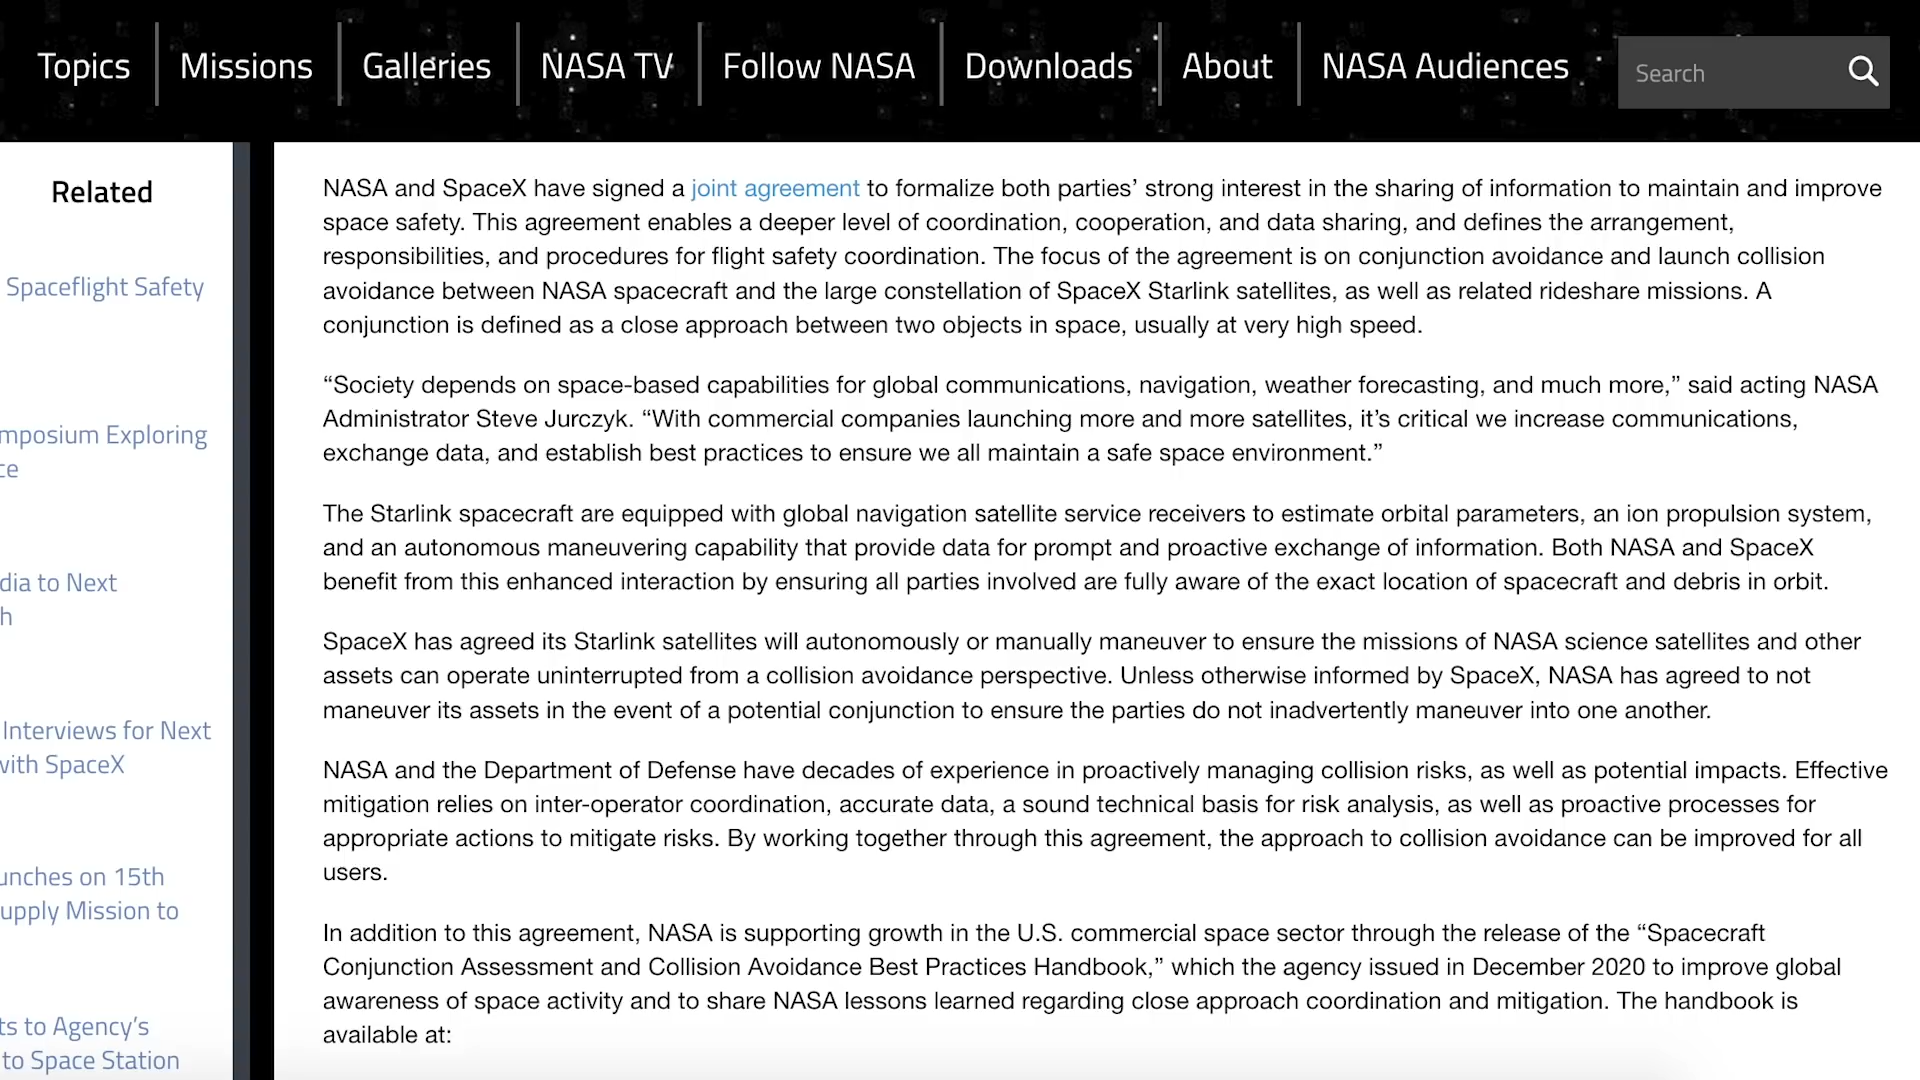 Topics
Missions
Galleries
NASA TV
Follow NASA
Downloads
About
NASA Audiences
Search
Related
Spaceflight Safety
mposium Exploring
ce
dia to Next
h
Interviews for Next
with SpaceX
unches on 15th
upply Mission to
ts to Agency’s
to Space Station
NASA and SpaceX have signed a joint agreement to formalize both parties’ strong interest in the sharing of information to maintain and improve
space safety. This agreement enables a deeper level of coordination, cooperation, and data sharing, and defines the arrangement,
responsibilities, and procedures for flight safety coordination. The focus of the agreement is on conjunction avoidance and launch collision
avoidance between NASA spacecraft and the large constellation of SpaceX Starlink satellites, as well as related rideshare missions. A
conjunction is defined as a close approach between two objects in space, usually at very high speed.
“Society depends on space-based capabilities for global communications, navigation, weather forecasting, and much more,” said acting NASA
Administrator Steve Jurczyk. “With commercial companies launching more and more satellites, it’s critical we increase communications,
exchange data, and establish best practices to ensure we all maintain a safe space environment.”
The Starlink spacecraft are equipped with global navigation satellite service receivers to estimate orbital parameters, an ion propulsion system,
and an autonomous maneuvering capability that provide data for prompt and proactive exchange of information. Both NASA and SpaceX
benefit from this enhanced interaction by ensuring all parties involved are fully aware of the exact location of spacecraft and debris in orbit.
SpaceX has agreed its Starlink satellites will autonomously or manually maneuver to ensure the missions of NASA science satellites and other
assets can operate uninterrupted from a collision avoidance perspective. Unless otherwise informed by SpaceX, NASA has agreed to not
maneuver its assets in the event of a potential conjunction to ensure the parties do not inadvertently maneuver into one another.
NASA and the Department of Defense have decades of experience in proactively managing collision risks, as well as potential impacts. Effective
mitigation relies on inter-operator coordination, accurate data, a sound technical basis for risk analysis, as well as proactive processes for
appropriate actions to mitigate risks. By working together through this agreement, the approach to collision avoidance can be improved for all
users.
In addition to this agreement, NASA is supporting growth in the U.S. commercial space sector through the release of the “Spacecraft
Conjunction Assessment and Collision Avoidance Best Practices Handbook,” which the agency issued in December 2020 to improve global
awareness of space activity and to share NASA lessons learned regarding close approach coordination and mitigation. The handbook is
available at: